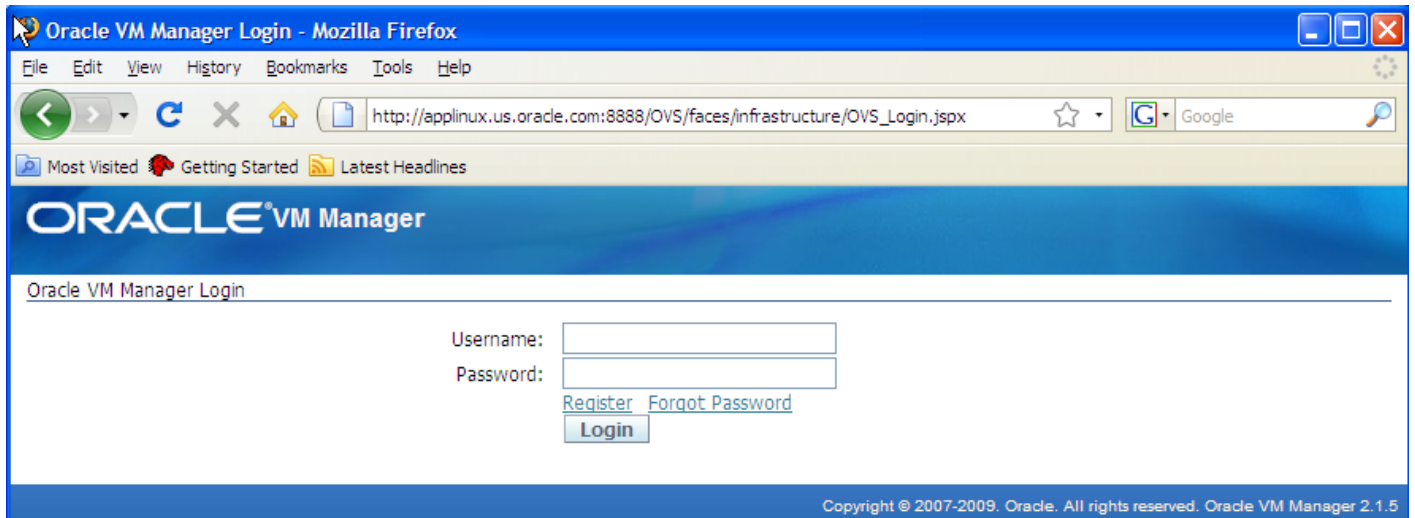 Oracle VM Manager Login - Mozilla Firefox
File Edit View History Bookmarks Tools Help
http://applinux.us.oracle.com:8888/OVS/faces/infrastructure/OVS_Login.jspx G Google
Most Visited Getting Started Latest Headlines
ORACLE® VM Manager
Oracle VM Manager Login
Username:
Password:
Register Forgot Password
Login
Copyright © 2007-2009. Oracle. All rights reserved. Oracle VM Manager 2.1.5